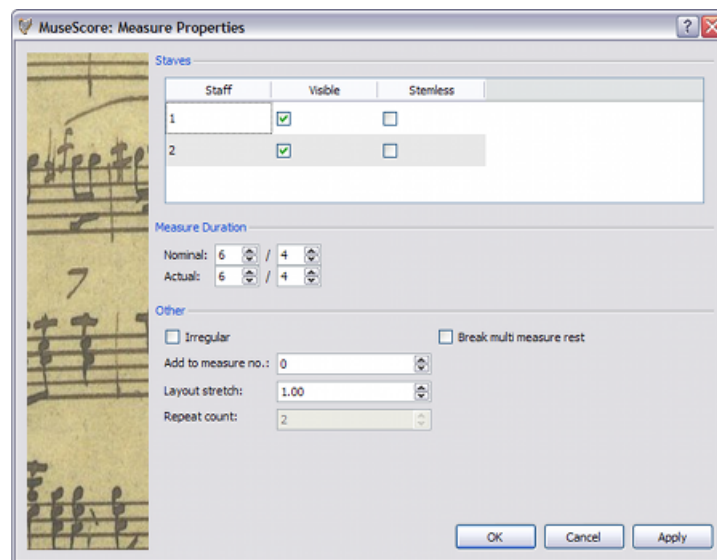 MuseScore: Measure Properties
Staves
Staff Visible Stemless
1
2
Measure Duration
Nominal: 6 / 4
Actual: 6 / 4
7
Other
Irregular Break multi measure rest
Add to measure no.: 0
Layout stretch: 1.00
Repeat count: 2
OK Cancel Apply